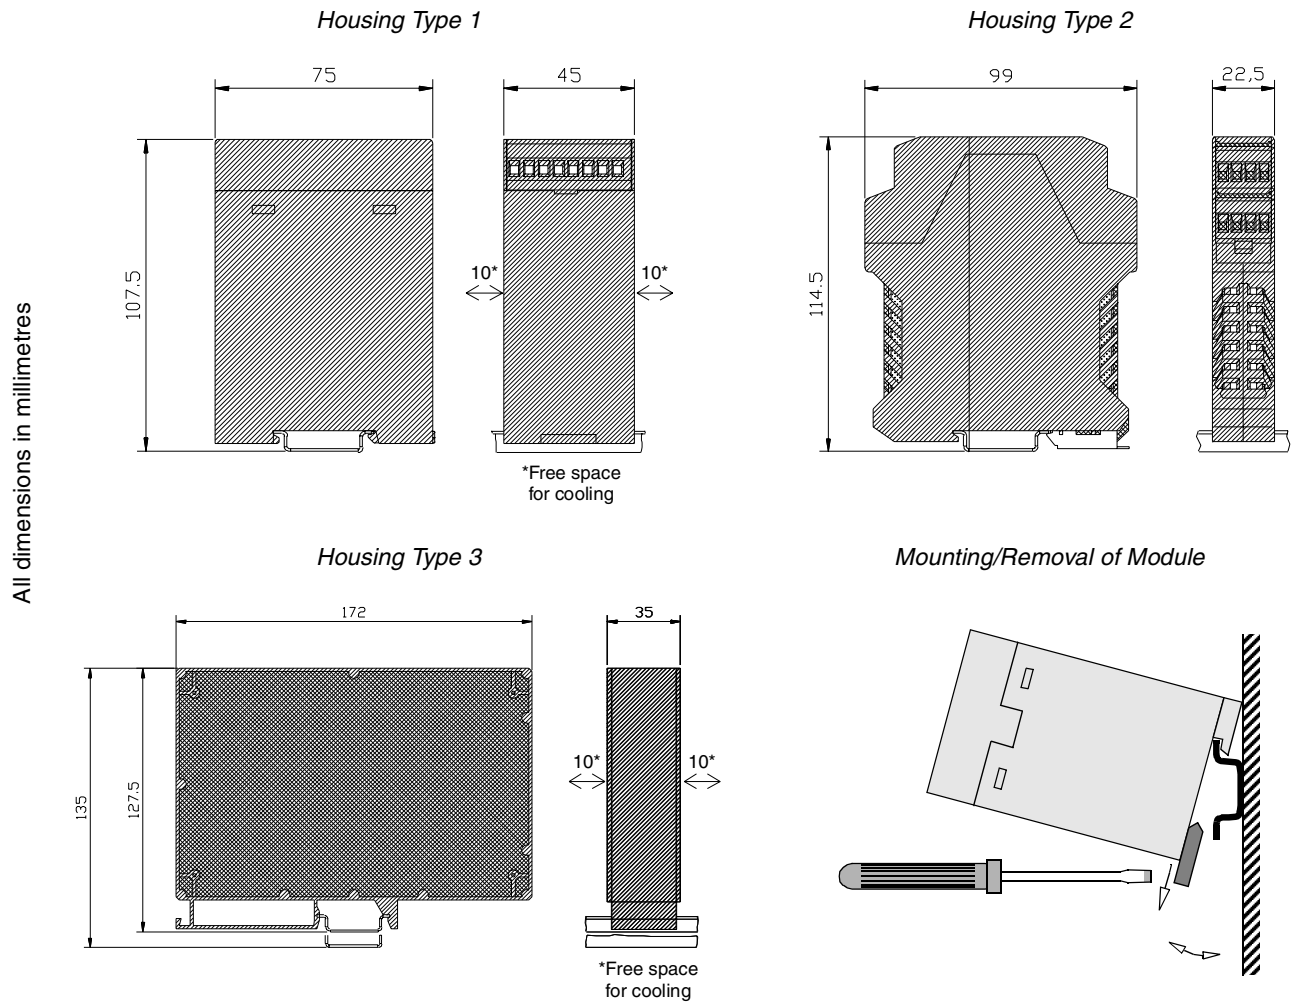 Housing Type 1
Housing Type 2
75
45
99
22,5
107.5
10*
10*
114.5
*Free space
for cooling
All dimensions in millimetres
Housing Type 3
Mounting/Removal of Module
172
35
135
127.5
10*
10*
*Free space
for cooling